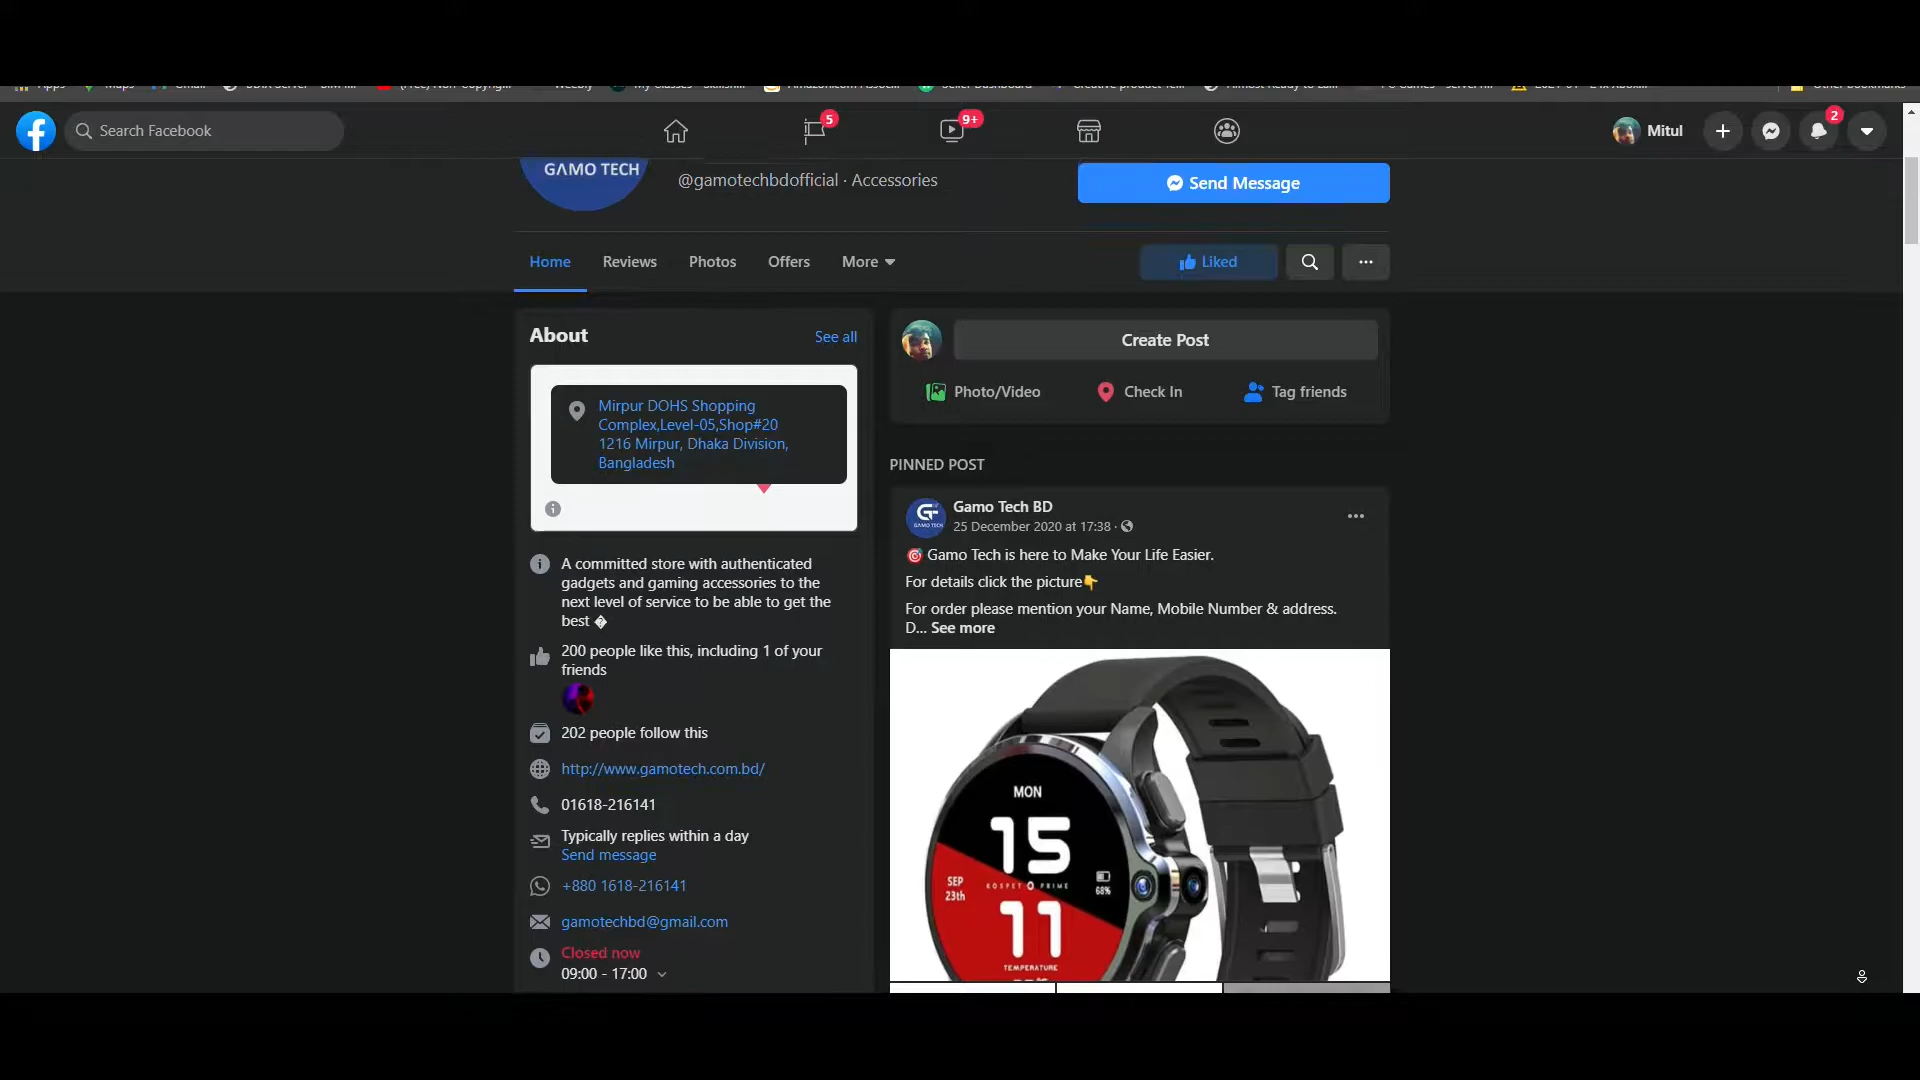 Search Facebook
5
9+
Mitul
2
GAMO TECH
@gamotechbdofficial · Accessories
Send Message
Home
Reviews
Photos
Offers
More
Liked
About
See all
Mirpur DOHS Shopping
Complex,Level-05,Shop#20
1216 Mirpur, Dhaka Division,
Bangladesh
A committed store with authenticated
gadgets and gaming accessories to the
next level of service to be able to get the
best �
200 people like this, including 1 of your
friends
202 people follow this
http://www.gamotech.com.bd/
01618-216141
Typically replies within a day
Send message
+880 1618-216141
gamotechbd@gmail.com
Closed now
09:00 - 17:00
Create Post
Photo/Video
Check In
Tag friends
PINNED POST
GAMO TECH
Gamo Tech BD
25 December 2020 at 17:38 ·
🎯 Gamo Tech is here to Make Your Life Easier.
For details click the picture👇
For order please mention your Name, Mobile Number & address.
D... See more
MON
15
SEP
23th
KOSPET PRIME
68%
11
TEMPERATURE